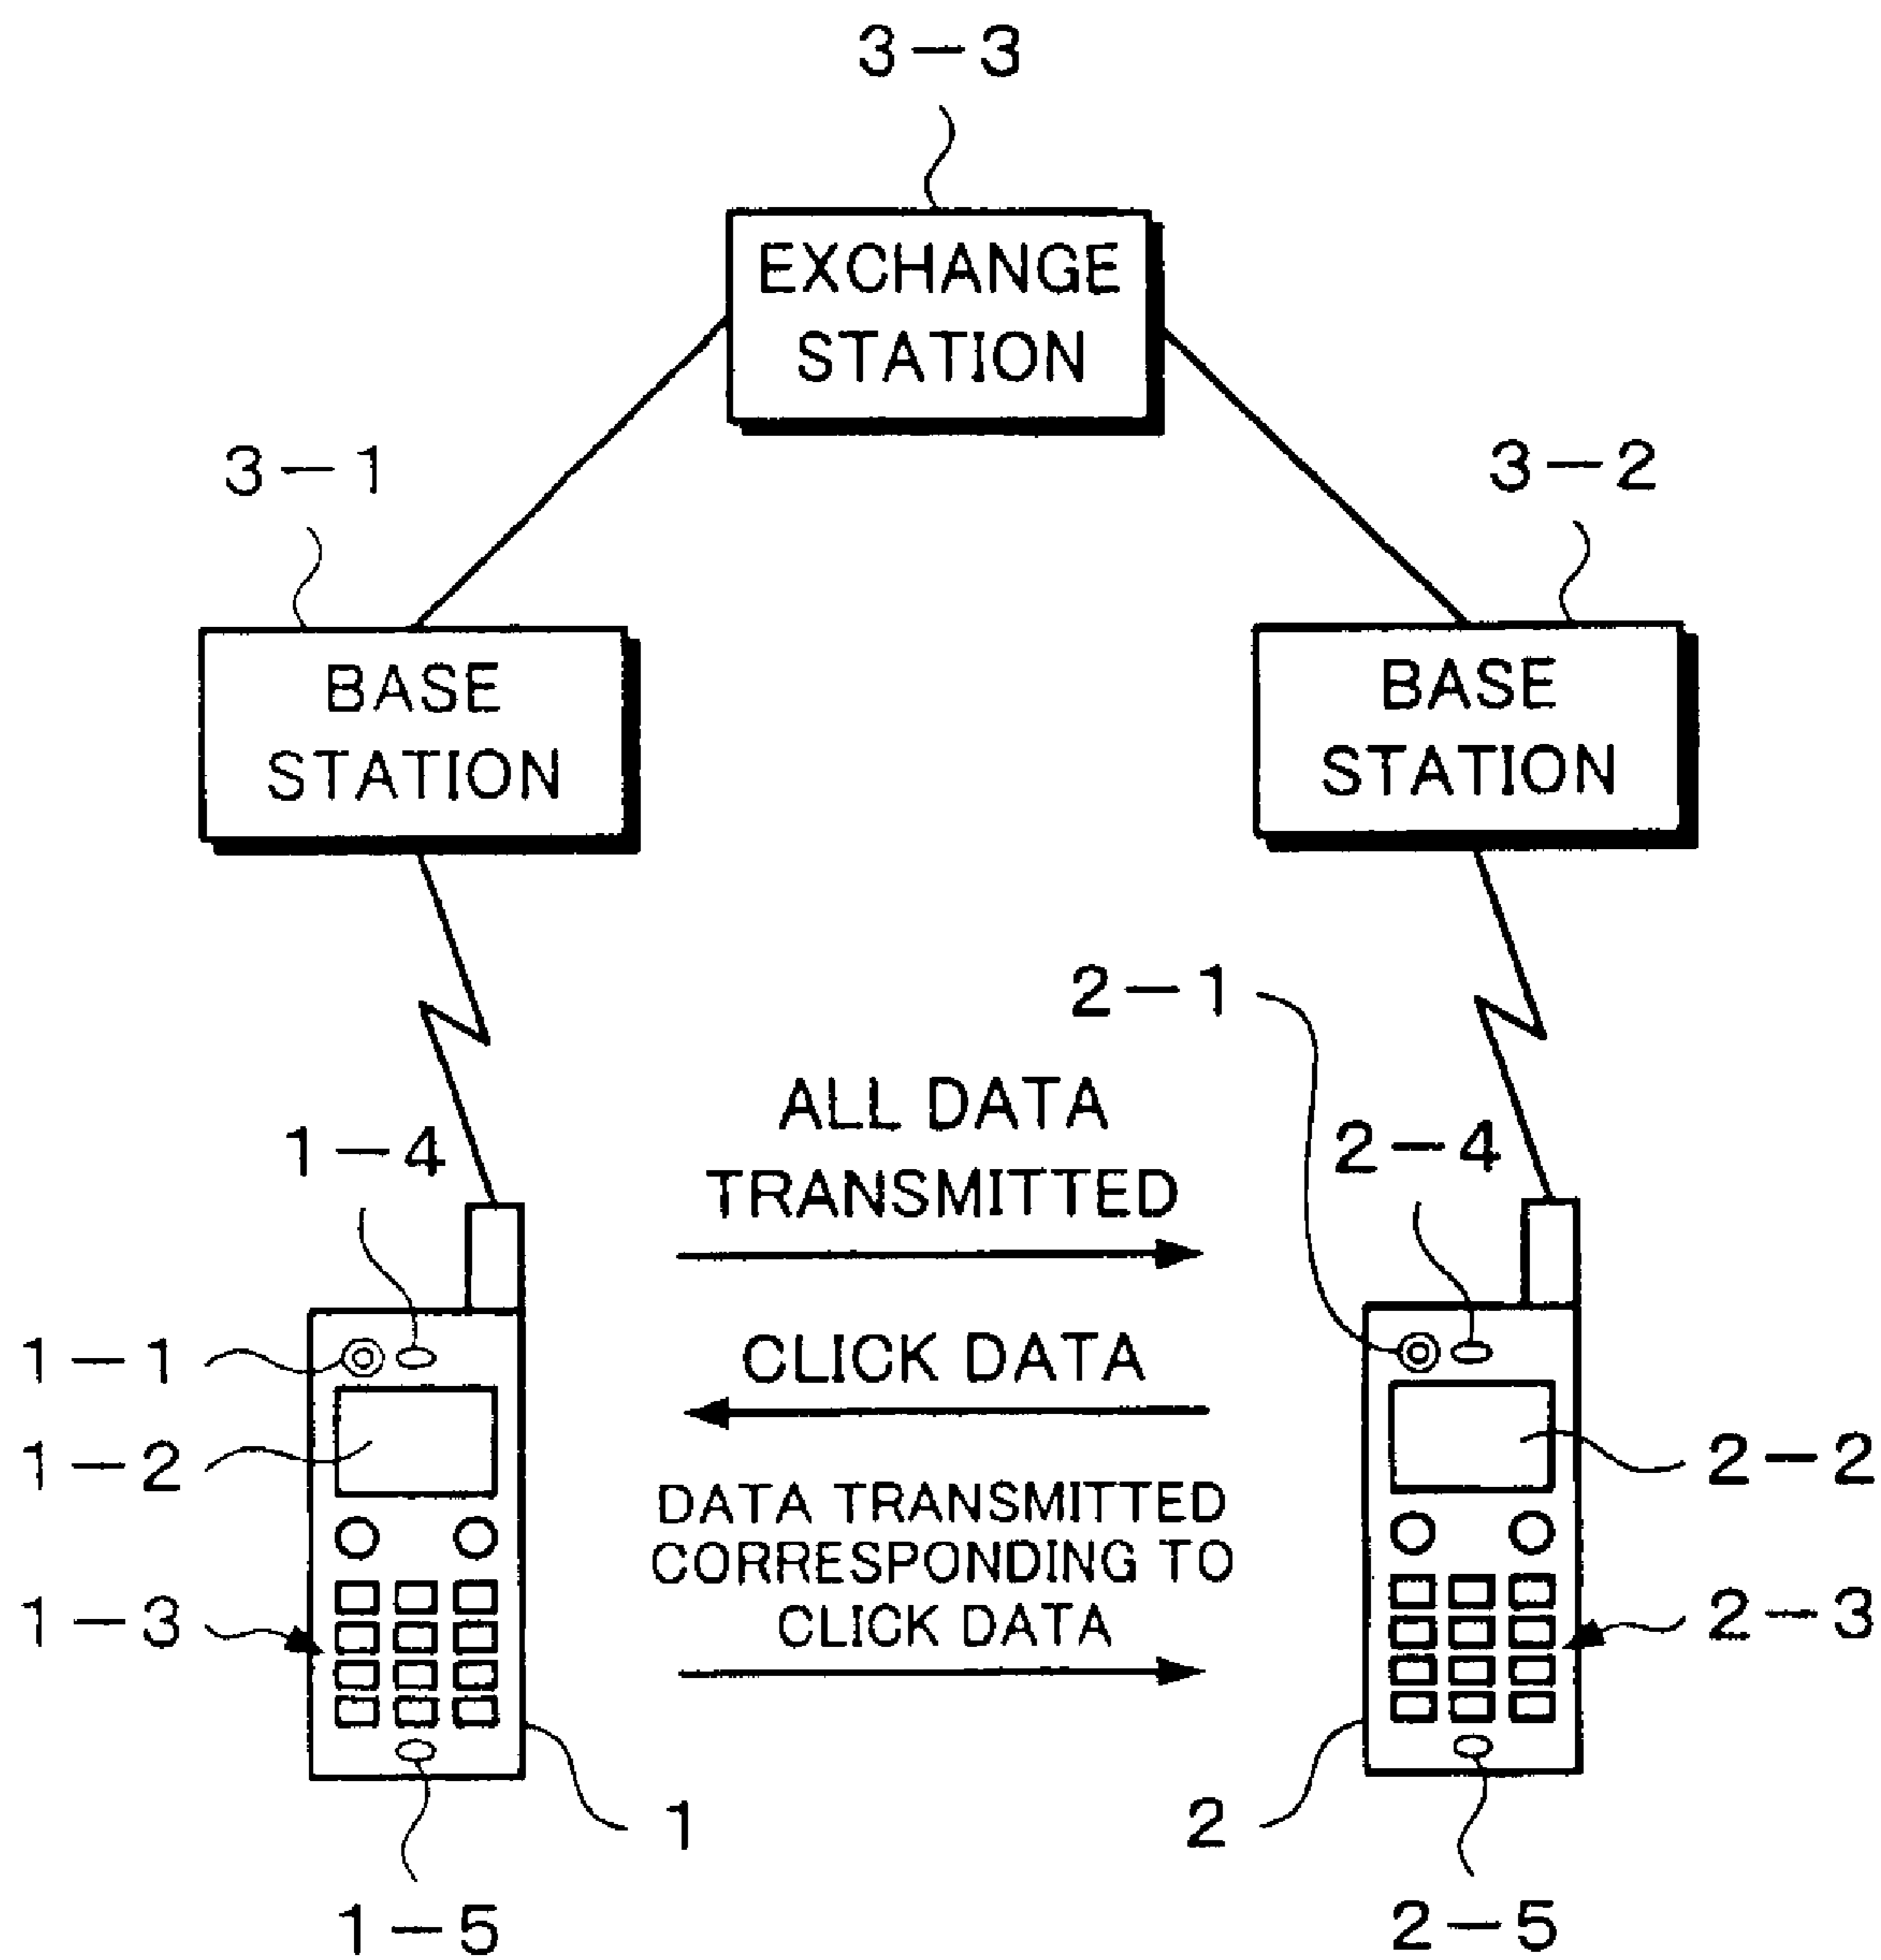 3-3
EXCHANGE
STATION
3-1
3-2
BASE
STATION
BASE
STATION
2-1
ALL DATA
TRANSMITTED
1-4
2-4
1-1
CLICK DATA
1-2
2-2
DATA TRANSMITTED
CORRESPONDING TO
CLICK DATA
1-3
2-3
1
2
1-5
2-5